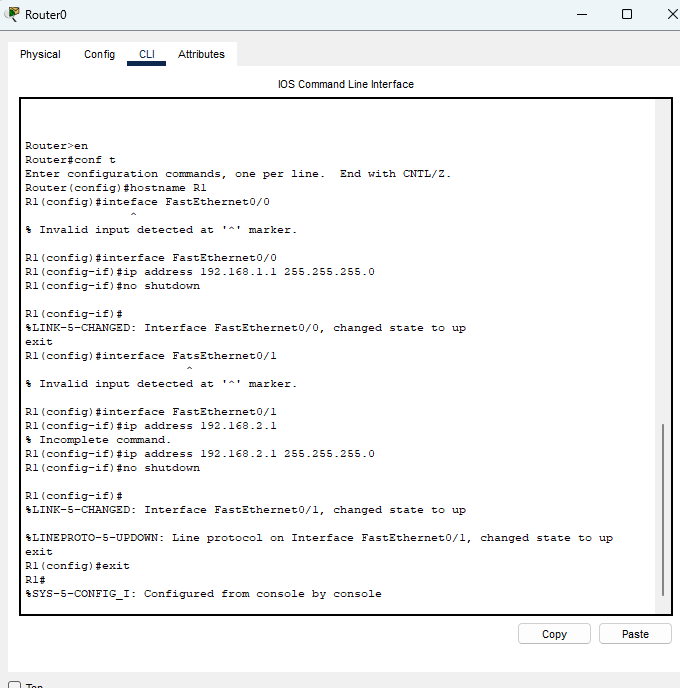 Router0
Physical Config CLI Attributes
IOS Command Line Interface
Router>en
Router#conf t
Enter configuration commands, one per line.  End with CNTL/Z.
Router(config)#hostname R1
R1(config)#inteface FastEthernet0/0
^
% Invalid input detected at '^' marker.
R1(config)#interface FastEthernet0/0
R1(config-if)#ip address 192.168.1.1 255.255.255.0
R1(config-if)#no shutdown
R1(config-if)#
%LINK-5-CHANGED: Interface FastEthernet0/0, changed state to up
exit
R1(config)#interface FatsEthernet0/1
^
% Invalid input detected at '^' marker.
R1(config)#interface FastEthernet0/1
R1(config-if)#ip address 192.168.2.1
% Incomplete command.
R1(config-if)#ip address 192.168.2.1 255.255.255.0
R1(config-if)#no shutdown
R1(config-if)#
%LINK-5-CHANGED: Interface FastEthernet0/1, changed state to up
%LINEPROTO-5-UPDOWN: Line protocol on Interface FastEthernet0/1, changed state to up
exit
R1(config)#exit
R1#
%SYS-5-CONFIG_I: Configured from console by console
Copy Paste
Top